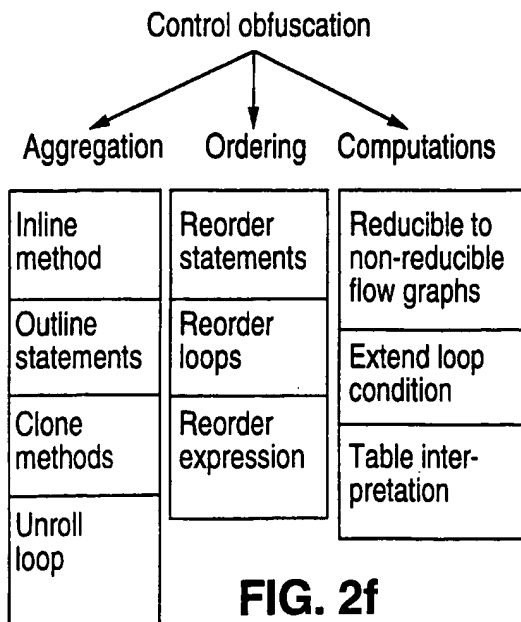 Control obfuscation
Aggregation
Ordering
Computations
Inline
method
Outline
statements
Clone
methods
Unroll
loop
Reorder
statements
Reorder
loops
Reorder
expression
Reducible to
non-reducible
flow graphs
Extend loop
condition
Table inter-
pretation
FIG. 2f